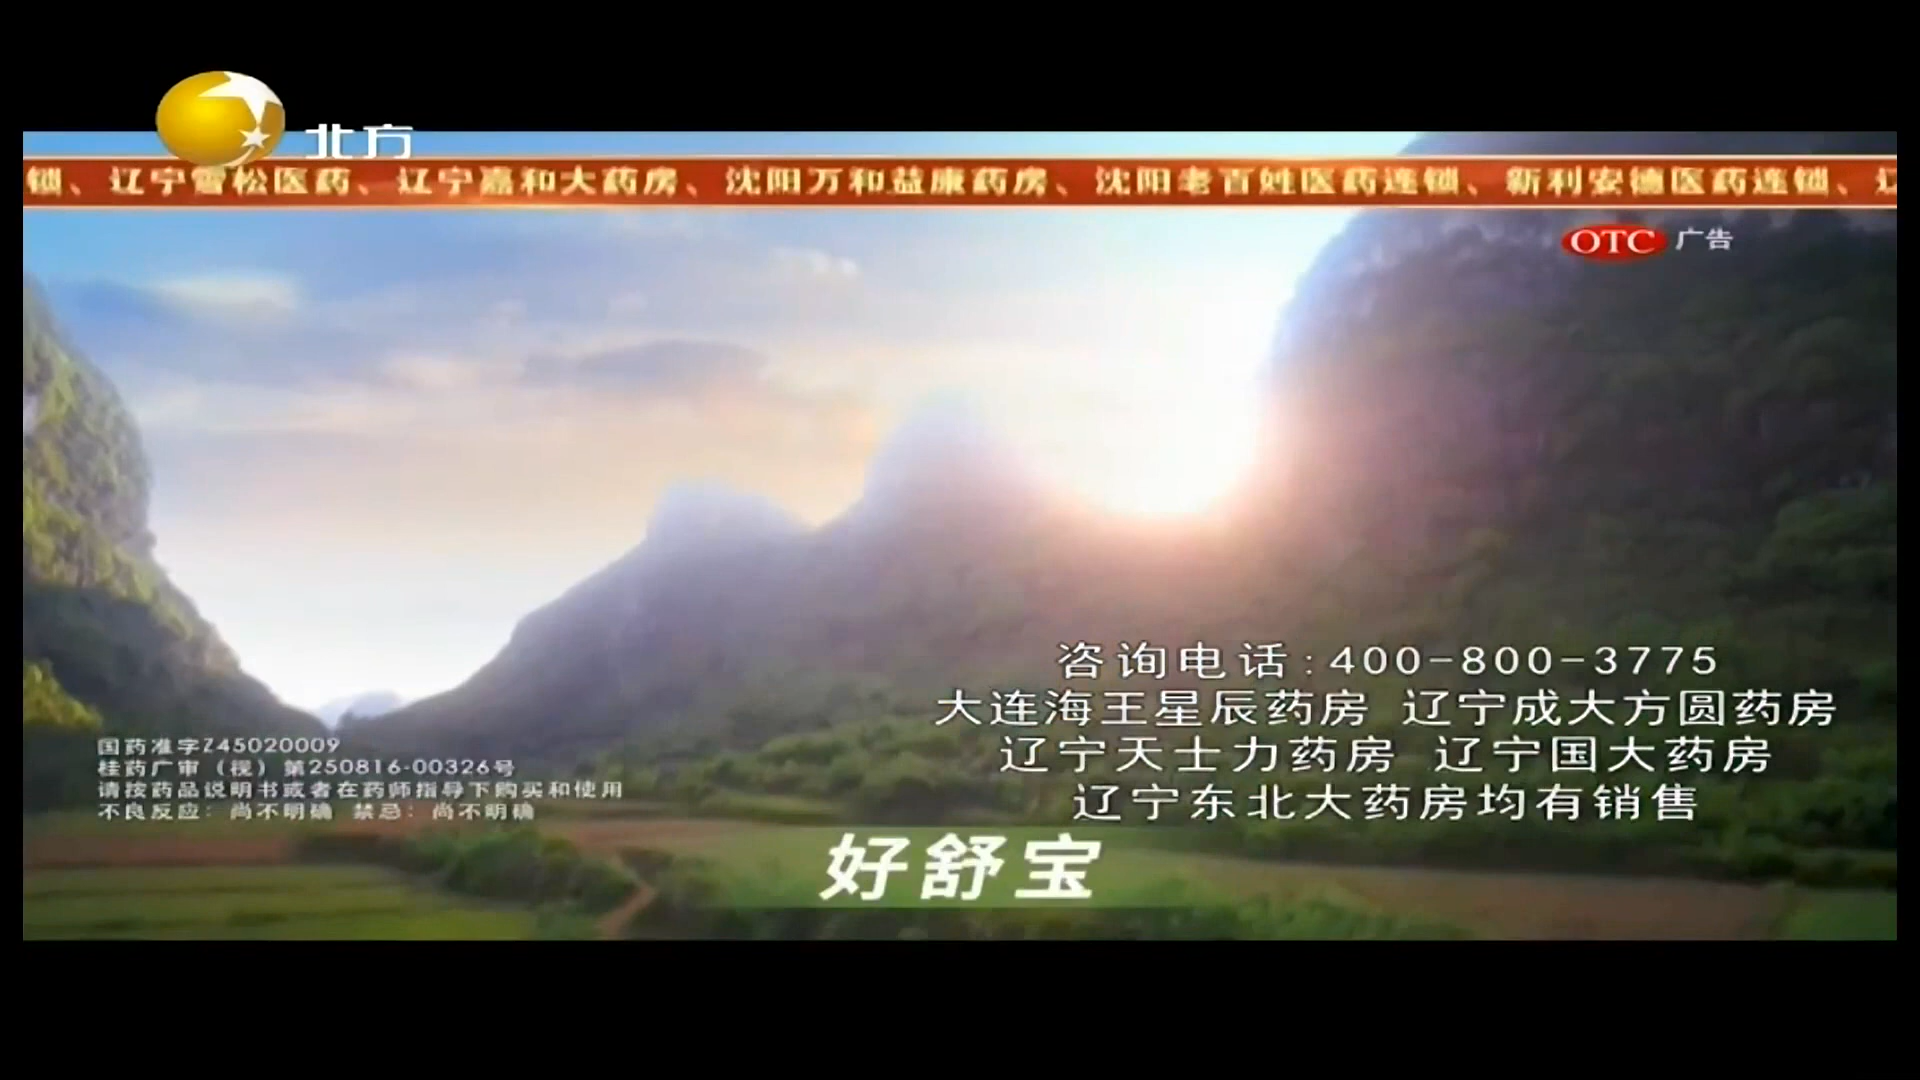 北方
锁、辽宁雪松医药、辽宁嘉和大药房、沈阳万和益康药房、沈阳老百姓医药连锁、新利安德医药连锁、辽
OTC 广告
咨询电话:400-800-3775
大连海王星辰药房 辽宁成大方圆药房
辽宁天士力药房 辽宁国大药房
辽宁东北大药房均有销售
国药准字Z45020009
桂药广审（视）第250816-00326号
请按药品说明书或者在药师指导下购买和使用
不良反应：尚不明确 禁忌：尚不明确
好舒宝